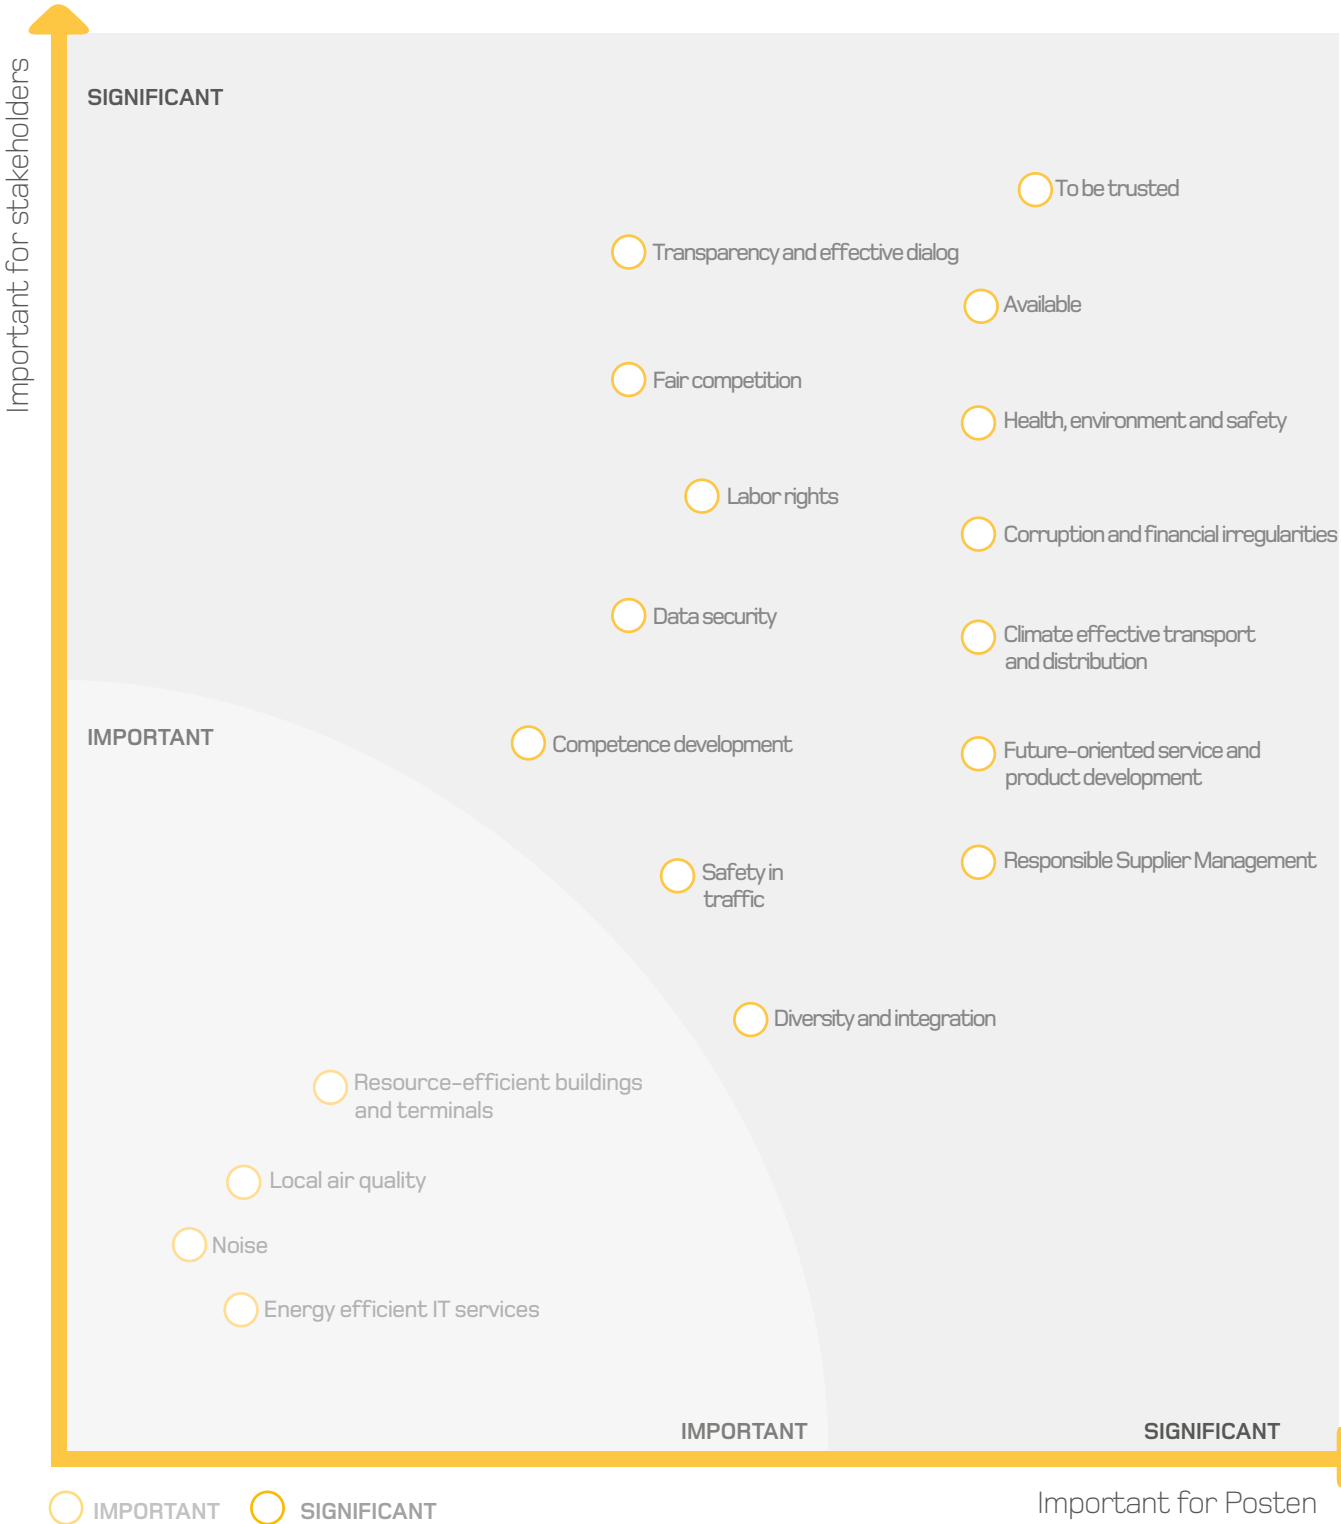 Important for stakeholders
SIGNIFICANT
To be trusted
Transparency and effective dialog
Available
Fair competition
Health, environment and safety
Labor rights
Corruption and financial irregularities
Data security
Climate effective transport
and distribution
IMPORTANT
Competence development
Future-oriented service and
product development
Responsible Supplier Management
Safety in
traffic
Diversity and integration
Resource-efficient buildings
and terminals
Local air quality
Noise
Energy efficient IT services
IMPORTANT
SIGNIFICANT
Important for Posten
IMPORTANT
SIGNIFICANT